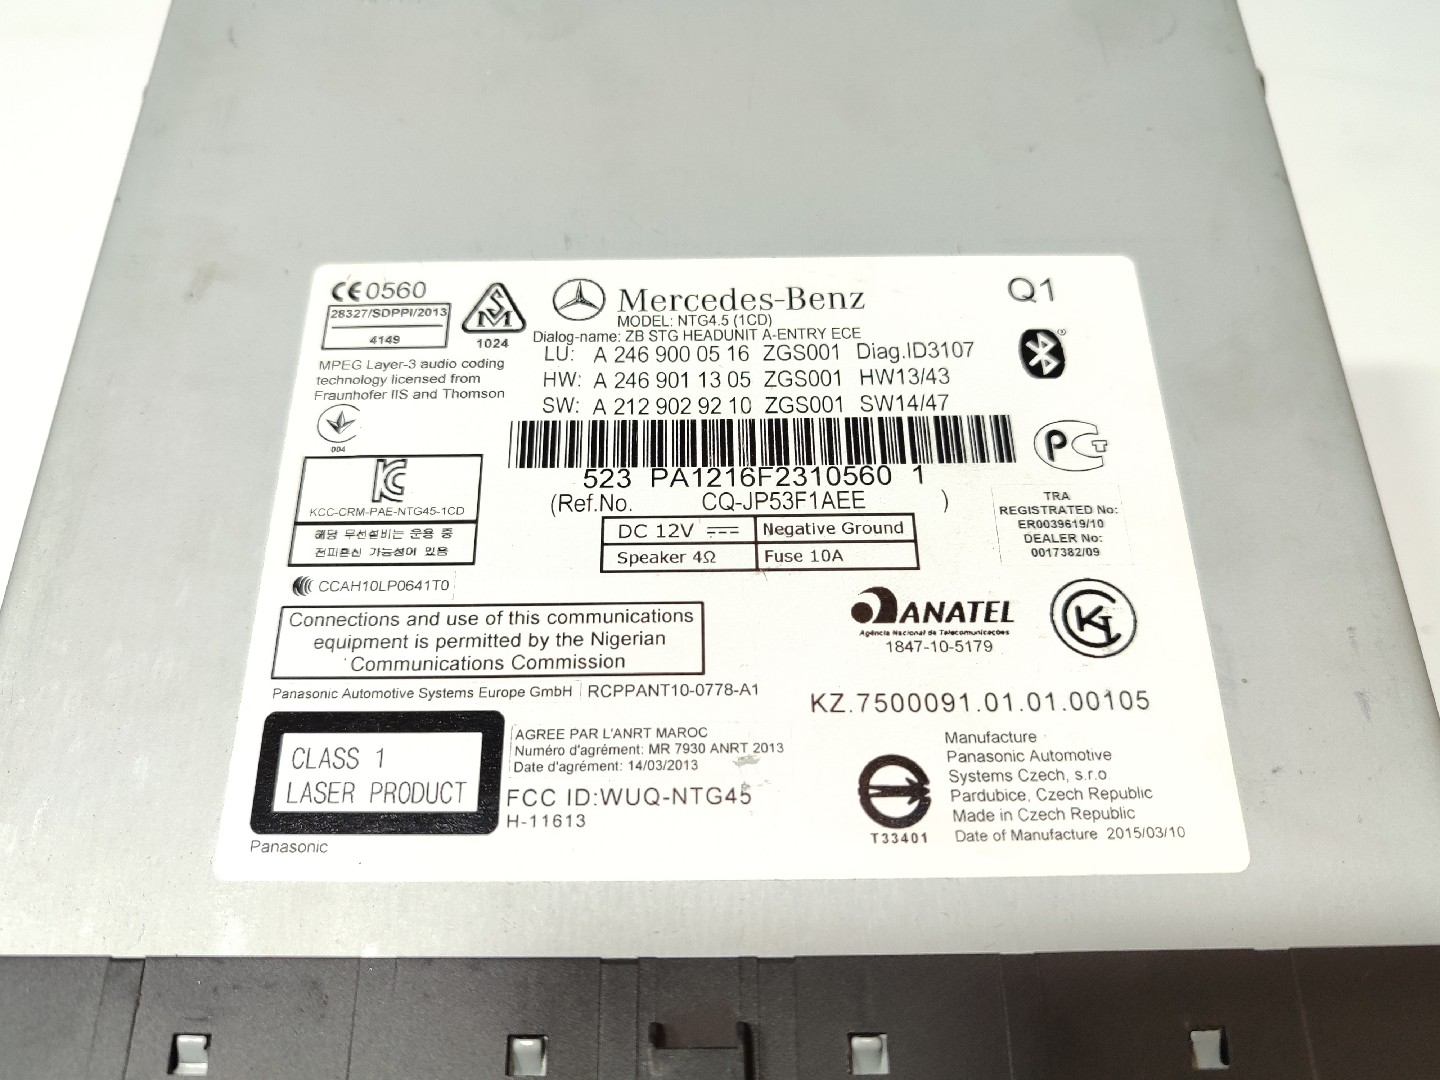 CE0560
28327/SDPPI/2013
4149
SM
1024
Mercedes-Benz
Q1
MODEL: NTG4.5 (1CD)
Dialog-name: ZB STG HEADUNIT A-ENTRY ECE
LU: A 246 900 05 16 ZGS001 Diag.ID3107
HW: A 246 901 13 05 ZGS001 HW13/43
SW: A 212 902 92 10 ZGS001 SW14/47
MPEG Layer-3 audio coding
technology licensed from
Fraunhofer IIS and Thomson
004
523 PA1216F2310560 1
(Ref.No. CQ-JP53F1AEE )
DC 12V Negative Ground
Speaker 4Ω Fuse 10A
PCT
TRA
REGISTRATED No:
ER0039619/10
DEALER No:
0017382/09
KC
KCC-CRM-PAE-NTG45-1CD
해당 무선설비는 운용 중
전파혼신 가능성이 있음
CCAH10LP0641T0
Connections and use of this communications
equipment is permitted by the Nigerian
Communications Commission
ANATEL
Agência Nacional de Telecomunicações
1847-10-5179
Panasonic Automotive Systems Europe GmbH RCPPANT10-0778-A1
KZ.7500091.01.01.00105
CLASS 1
LASER PRODUCT
Panasonic
AGREE PAR L'ANRT MAROC
Numéro d'agrément: MR 7930 ANRT 2013
Date d'agrément: 14/03/2013
FCC ID:WUQ-NTG45
H-11613
T33401
Manufacture
Panasonic Automotive
Systems Czech, s.r.o
Pardubice, Czech Republic
Made in Czech Republic
Date of Manufacture 2015/03/10